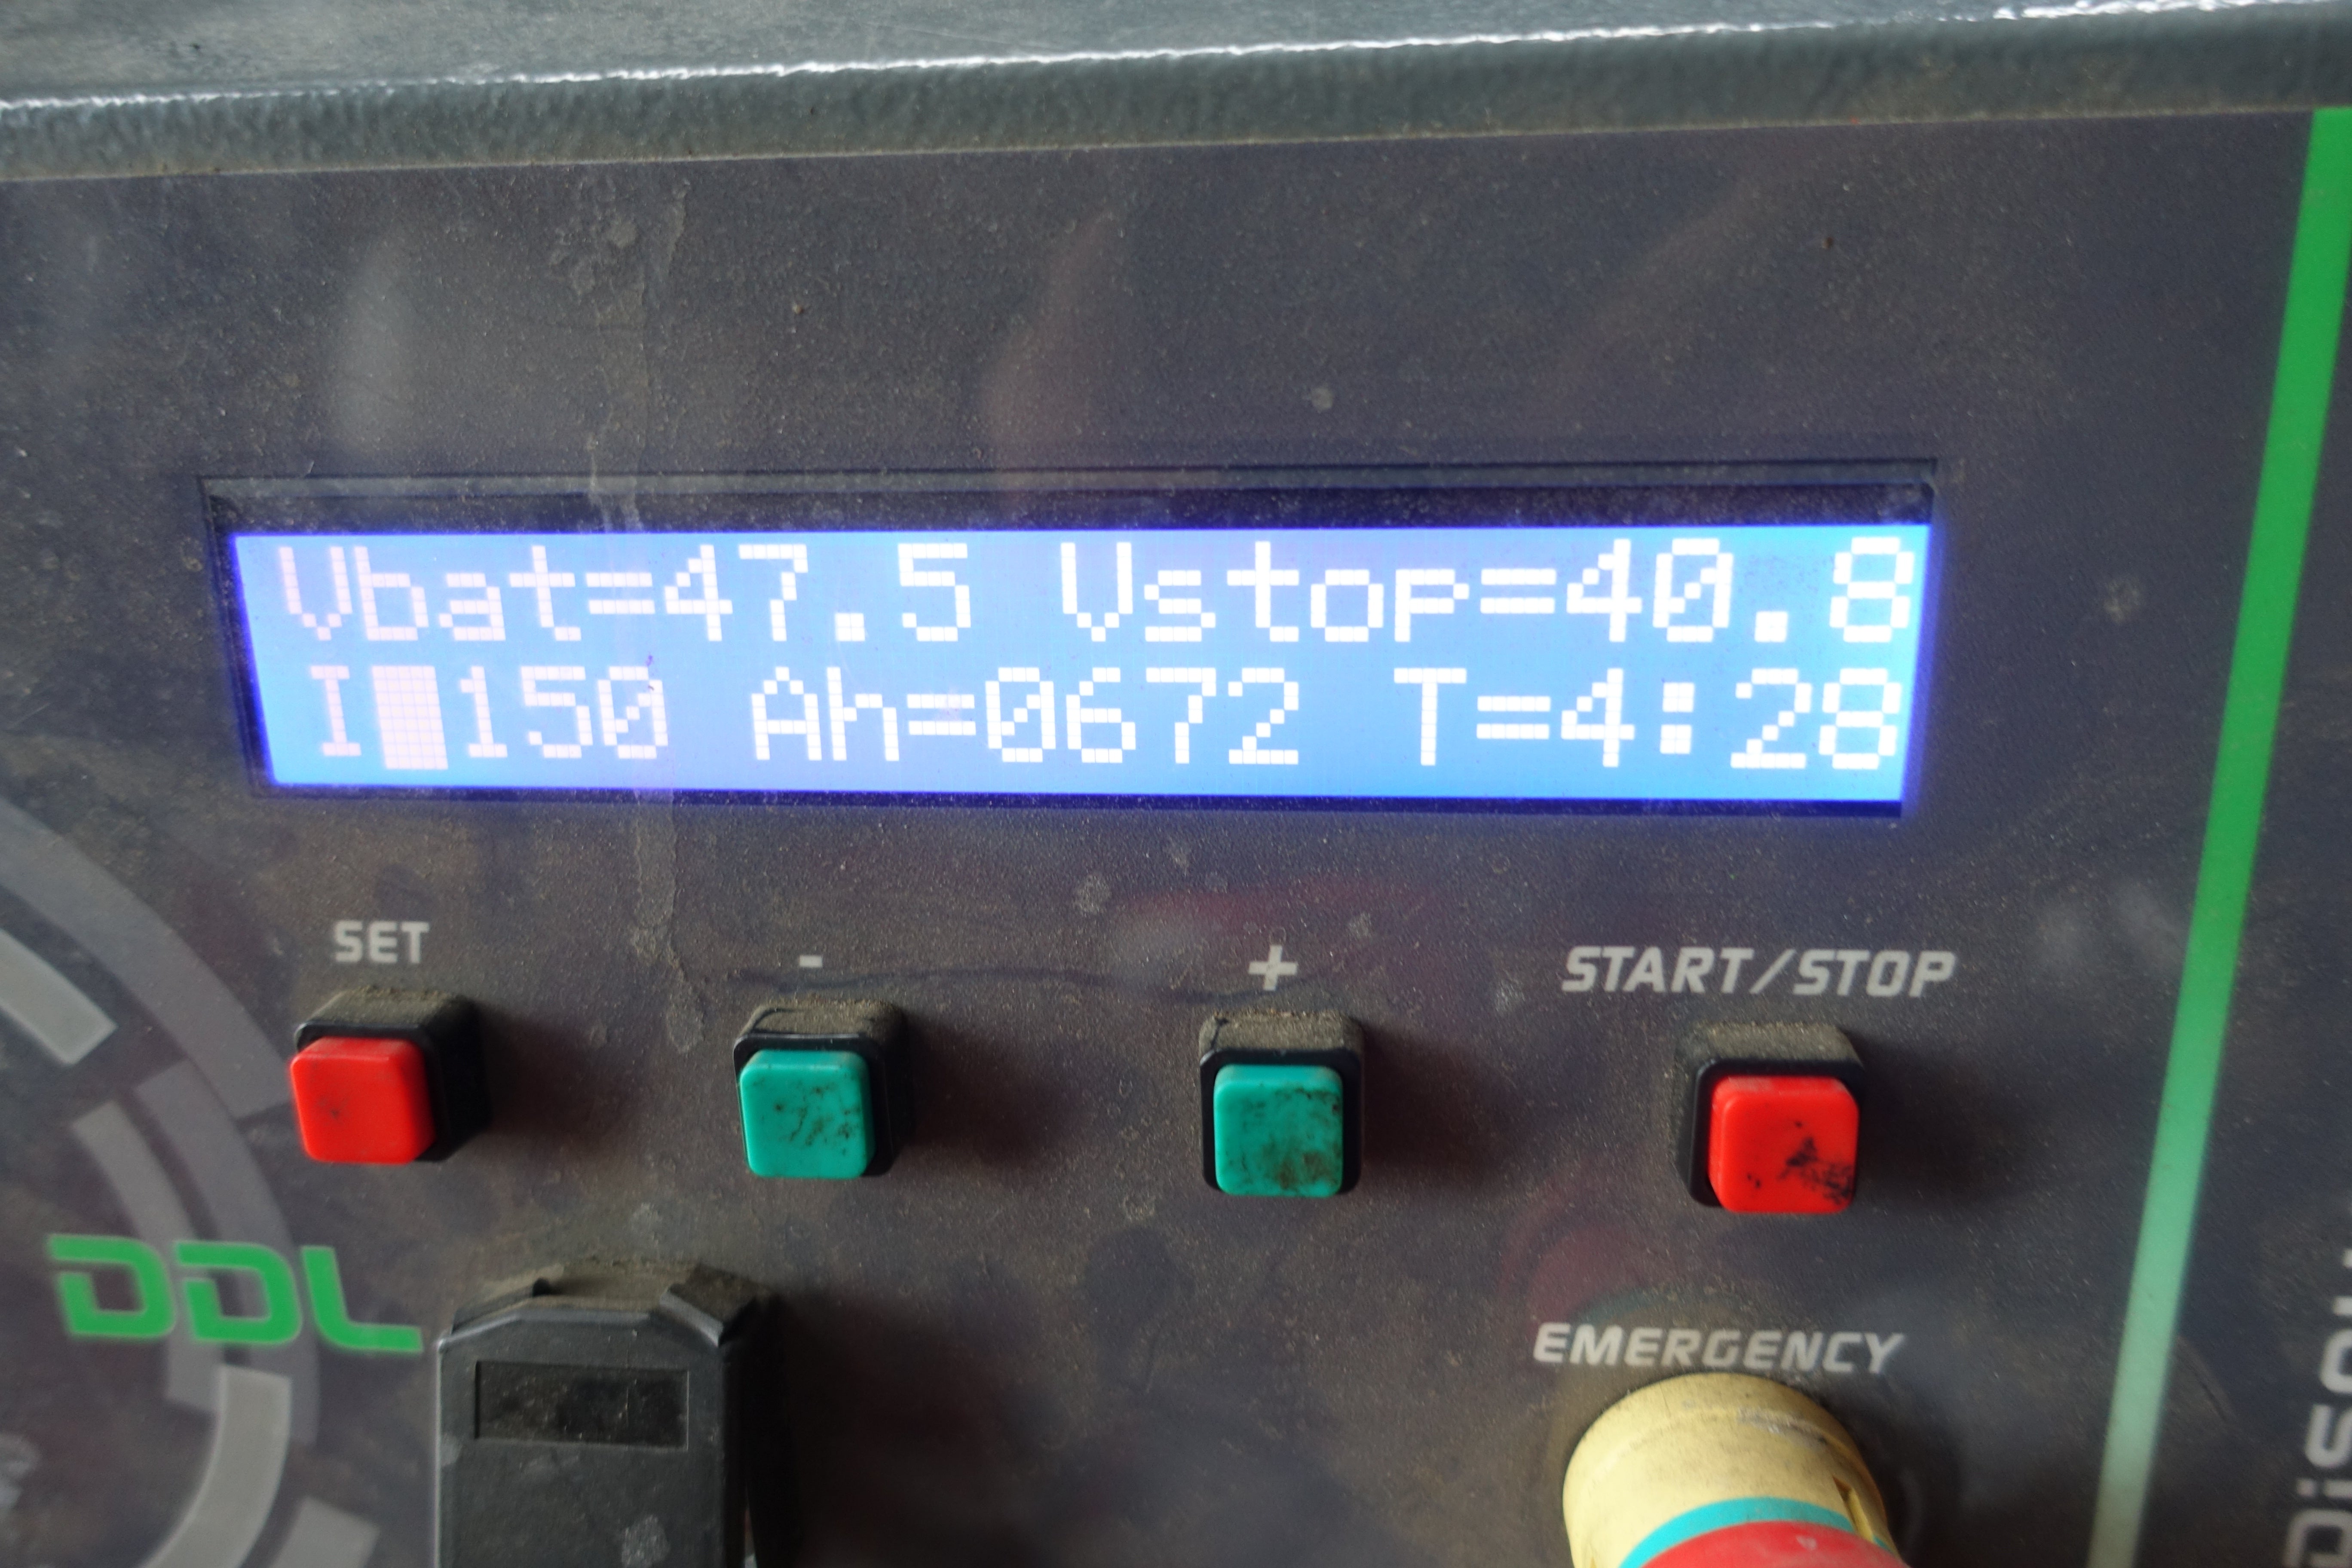 Vbat=47.5 Vstop=40.8
I█150 Ah=0672 T=4:28
SET - + START/STOP
DDL
EMERGENCY